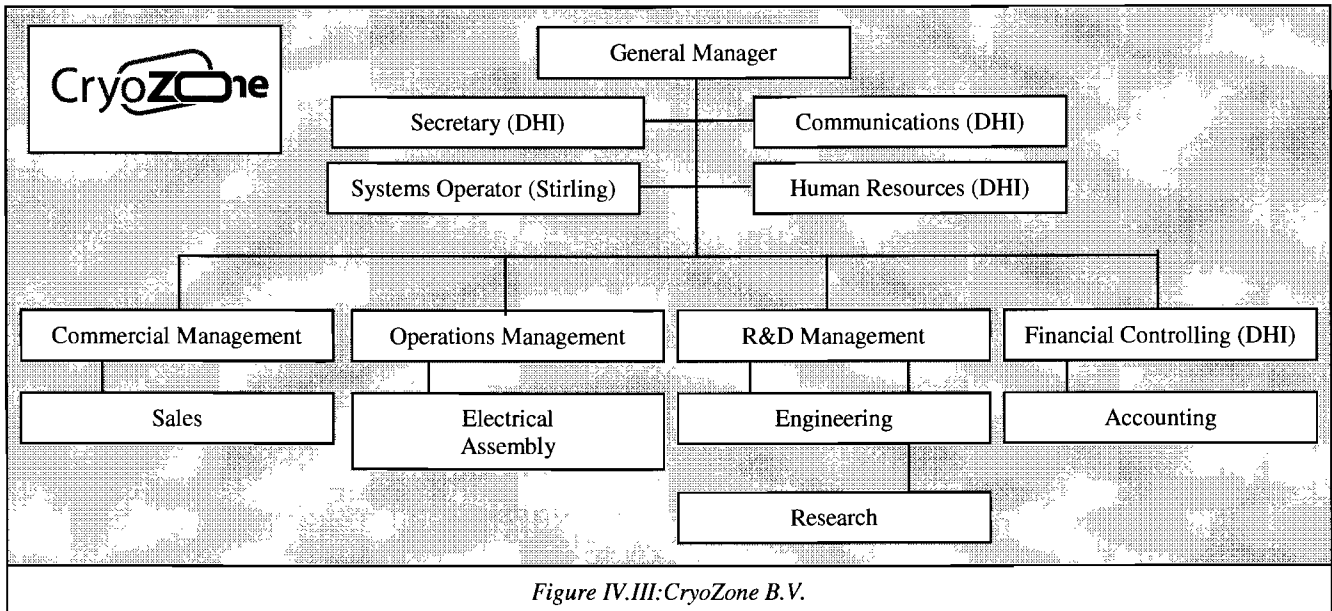 CryoZone
General Manager
Secretary (DHI)
Communications (DHI)
Systems Operator (Stirling)
Human Resources (DHI)
Commercial Management
Operations Management
R&D Management
Financial Controlling (DHI)
Sales
Electrical
Assembly
Engineering
Accounting
Research
Figure IV.III:CryoZone B.V.